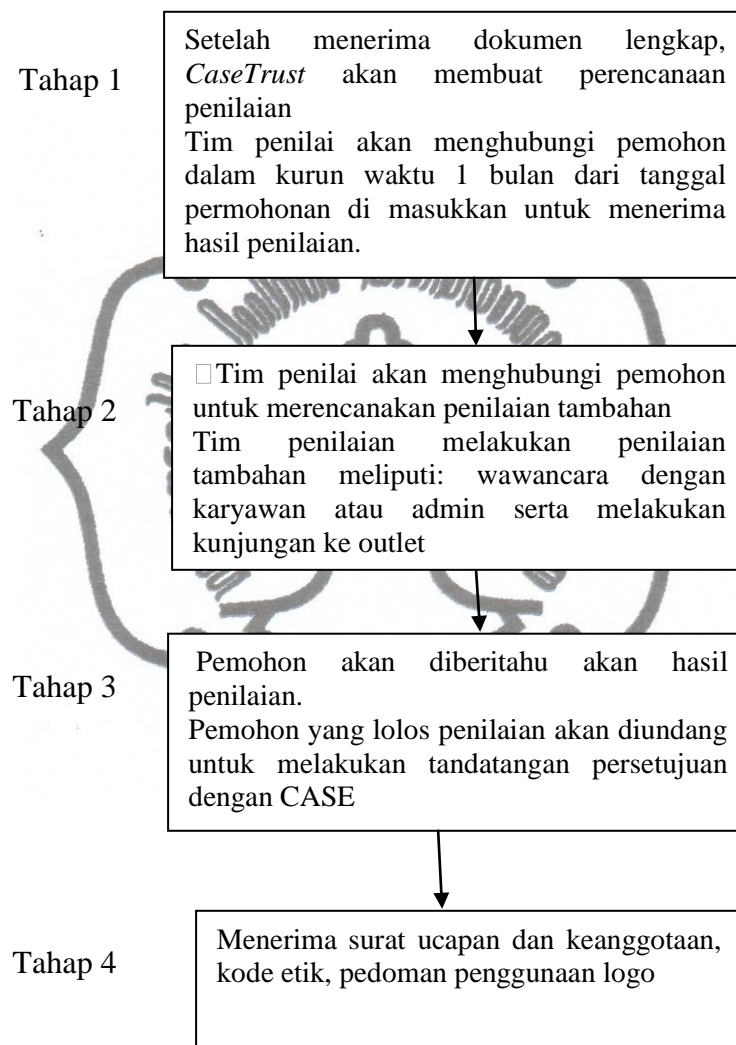 Tahap 1
Setelah menerima dokumen lengkap,
CaseTrust akan membuat perencanaan
penilaian
Tim penilai akan menghubungi pemohon
dalam kurun waktu 1 bulan dari tanggal
permohonan di masukkan untuk menerima
hasil penilaian.
Tahap 2
Tim penilai akan menghubungi pemohon
untuk merencanakan penilaian tambahan
Tim penilaian melakukan penilaian
tambahan meliputi: wawancara dengan
karyawan atau admin serta melakukan
kunjungan ke outlet
Tahap 3
Pemohon akan diberitahu akan hasil
penilaian.
Pemohon yang lolos penilaian akan diundang
untuk melakukan tandatangan persetujuan
dengan CASE
Tahap 4
Menerima surat ucapan dan keanggotaan,
kode etik, pedoman penggunaan logo